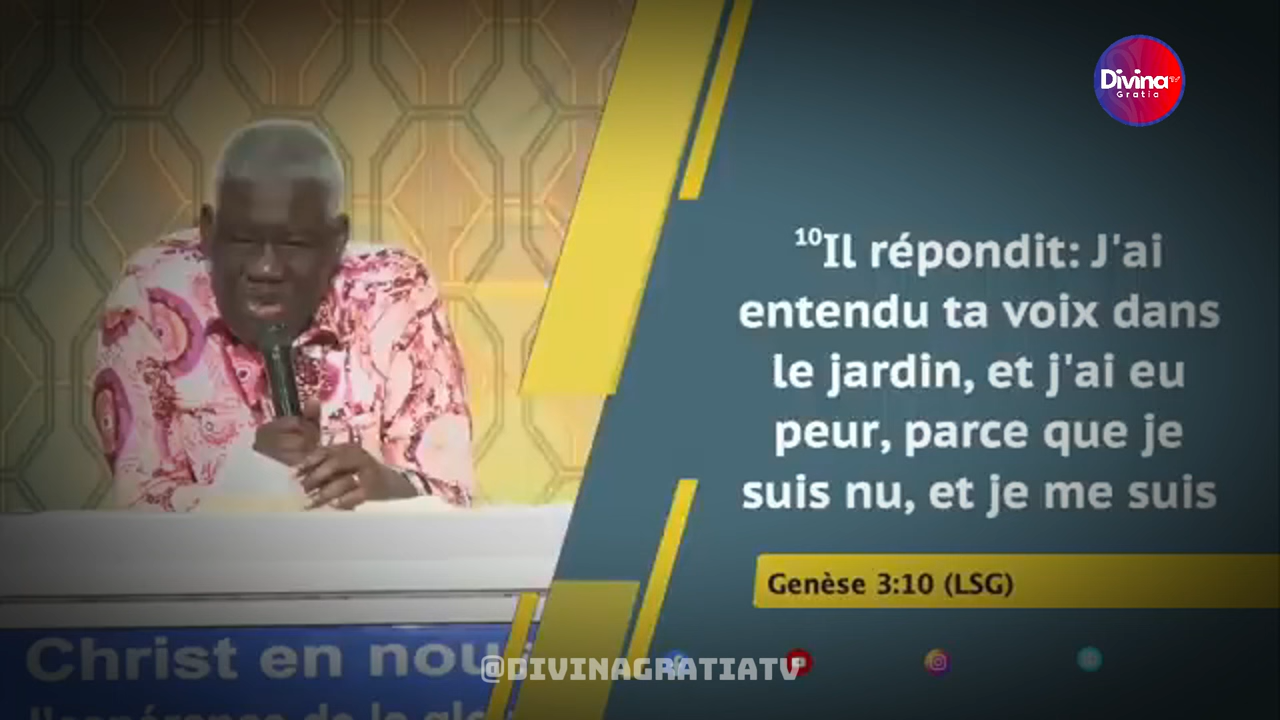 Divina TV
Gratia
¹⁰Il répondit: J'ai
entendu ta voix dans
le jardin, et j'ai eu
peur, parce que je
suis nu, et je me suis
Genèse 3:10 (LSG)
Christ en nou
@DIVINAGRATIATV